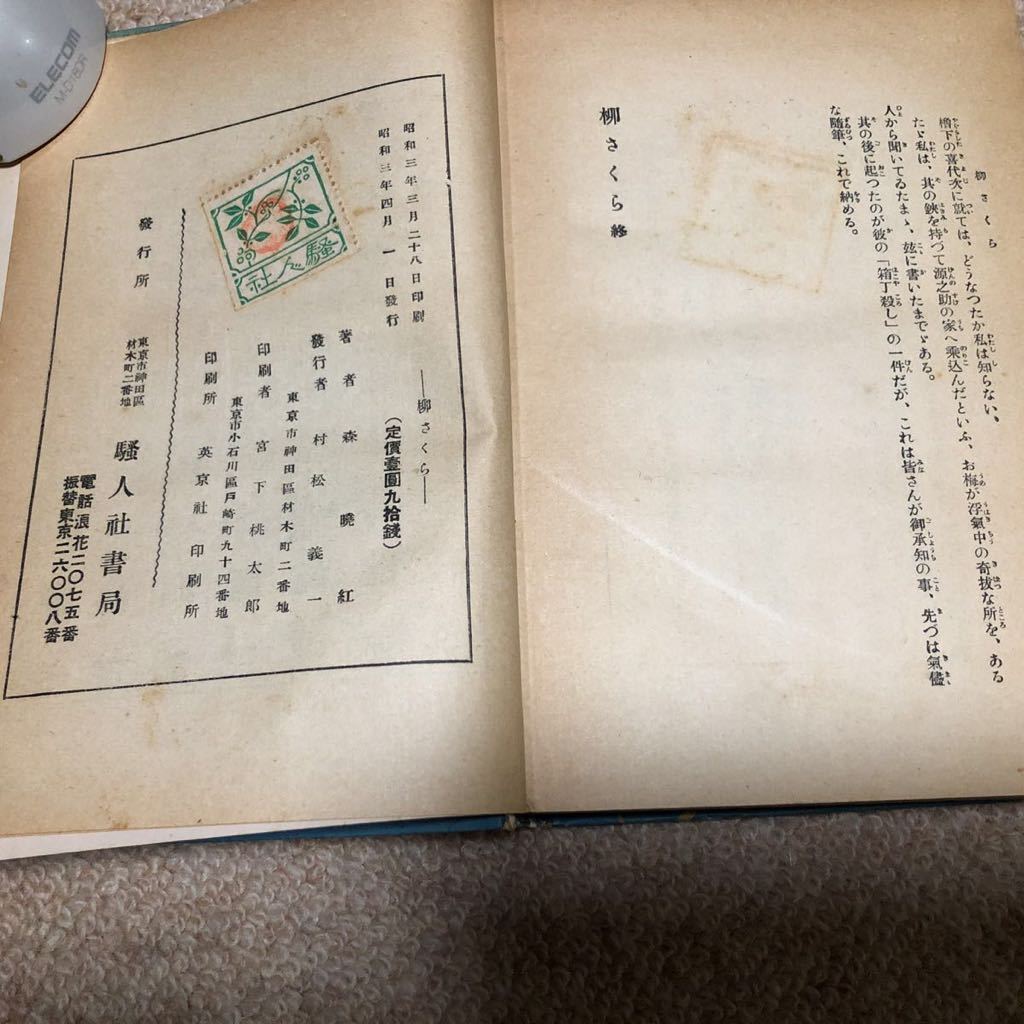 柳さくら
櫓下の喜代次に就ては、どうなつたか私は知らない、
たゞ私は、其の鋏を持つて源之助の家へ乘込んだといふ、お梅が浮氣中の奇拔な所を、ある
人から聞いてるたまゝ、玆に書いたまでゞある。
其の後に起つたのが彼の「箱丁殺し」の一件だが、これは皆さんが御承知の事、先づは氣儘
な隨筆、これで納める。
柳さくら 終
昭和三年三月二十八日印刷
昭和三年四月 一 日發行
騷人社
―柳さくら―
(定價壹圓九拾錢)
著者 森曉紅
發行者 村松義一
東京市神田區材木町二番地
印刷者 宮下桃太郎
東京市小石川區戸崎町九十四番地
印刷所 英京社印刷所
發行所
東京市神田區
材木町二番地
騷人社書局
電話浪花二〇七五番
振替東京二六〇〇八番
ELECOM
M-D18DR